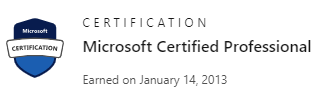 Microsoft
CERTIFICATION
CERTIFICATION
Microsoft Certified Professional
Earned on January 14, 2013